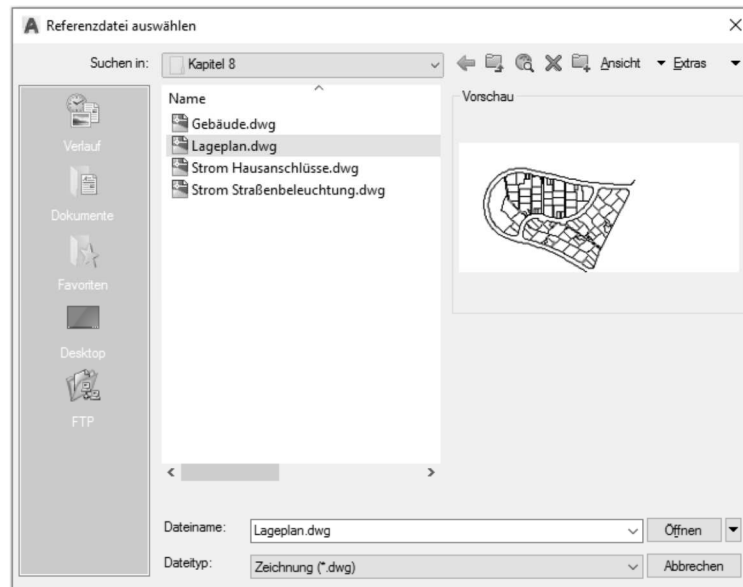 Referenzdatei auswählen
Suchen in: Kapitel 8 Ansicht Extras
Verlauf
Dokumente
Favoriten
Desktop
FTP
Name
Gebäude.dwg
Lageplan.dwg
Strom Hausanschlüsse.dwg
Strom Straßenbeleuchtung.dwg
Vorschau
Dateiname: Lageplan.dwg Öffnen
Dateityp: Zeichnung (*.dwg) Abbrechen